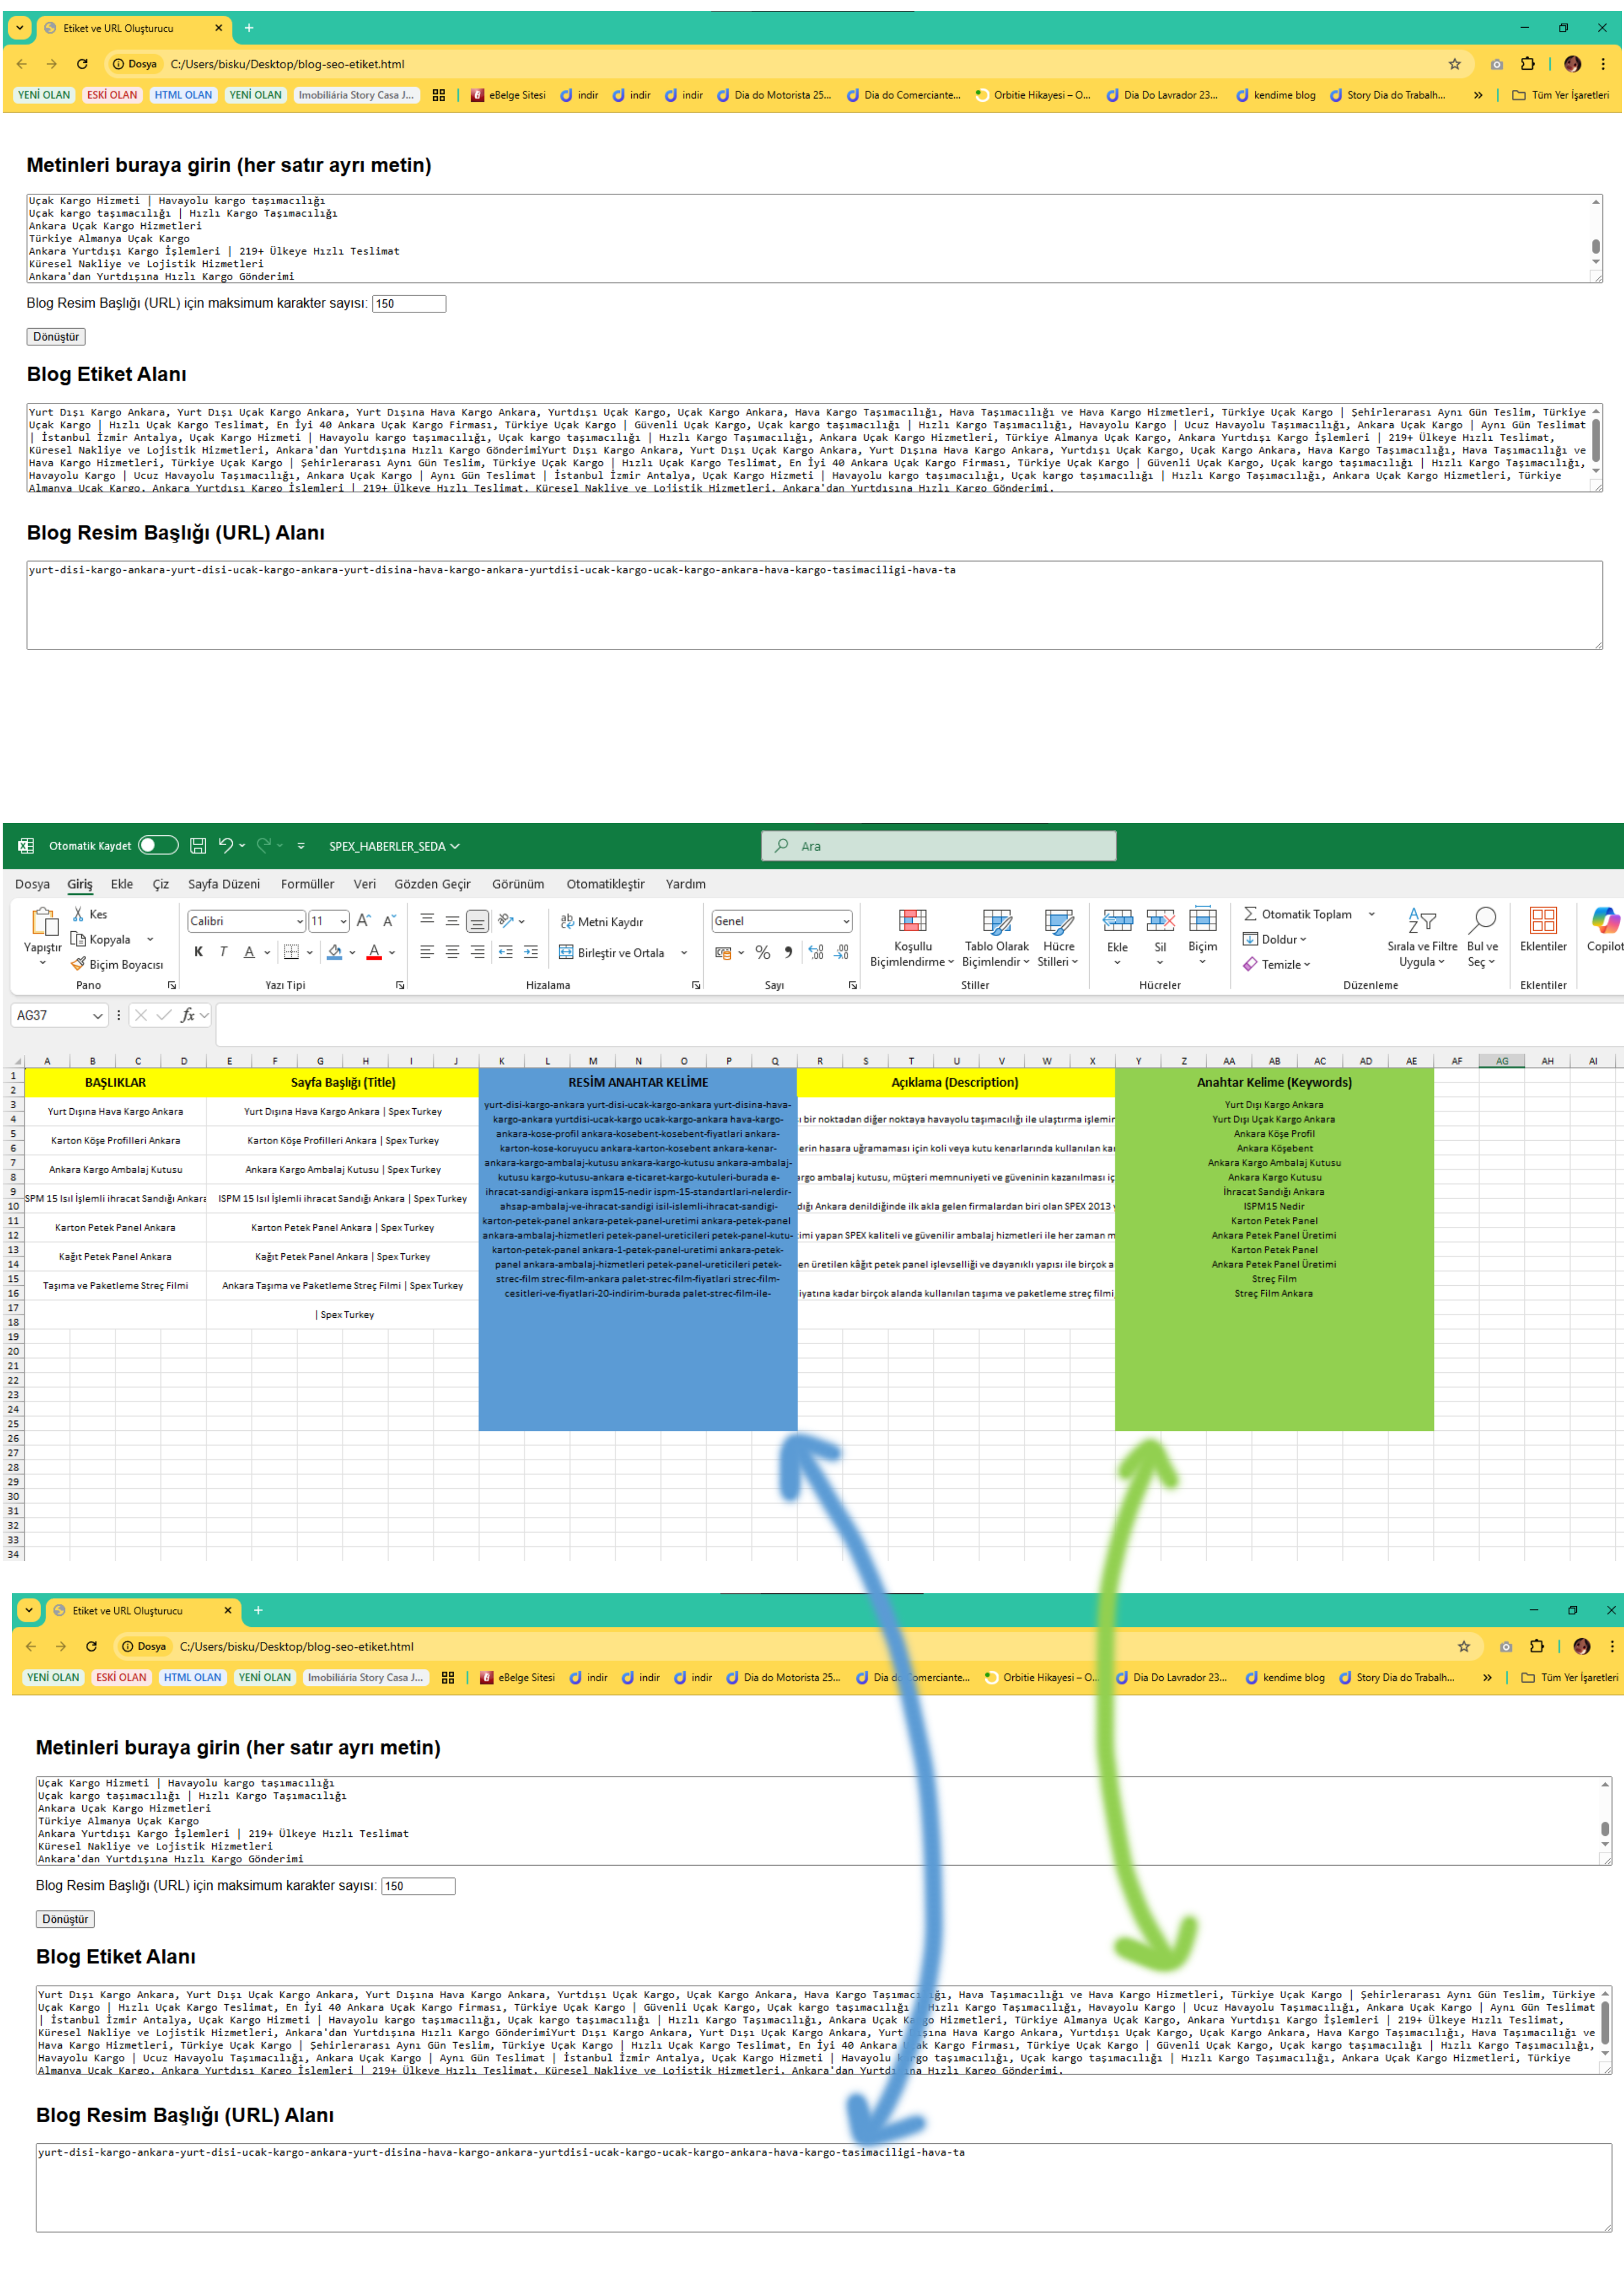 Etiket ve URL Oluşturucu
Dosya C:/Users/bisku/Desktop/blog-seo-etiket.html
YENİ OLAN ESKİ OLAN HTML OLAN YENİ OLAN Imobiliária Story Casa J... eBelge Sitesi indir indir indir Dia do Motorista 25... Dia do Comerciante... Orbitie Hikayesi – O... Dia Do Lavrador 23... kendime blog Story Dia do Trabalh... » Tüm Yer İşaretleri
Metinleri buraya girin (her satır ayrı metin)
Uçak Kargo Hizmeti | Havayolu kargo taşımacılığı
Uçak kargo taşımacılığı | Hızlı Kargo Taşımacılığı
Ankara Uçak Kargo Hizmetleri
Türkiye Almanya Uçak Kargo
Ankara Yurtdışı Kargo İşlemleri | 219+ Ülkeye Hızlı Teslimat
Küresel Nakliye ve Lojistik Hizmetleri
Ankara'dan Yurtdışına Hızlı Kargo Gönderimi
Blog Resim Başlığı (URL) için maksimum karakter sayısı: 150
Dönüştür
Blog Etiket Alanı
Yurt Dışı Kargo Ankara, Yurt Dışı Uçak Kargo Ankara, Yurt Dışına Hava Kargo Ankara, Yurtdışı Uçak Kargo, Uçak Kargo Ankara, Hava Kargo Taşımacılığı, Hava Taşımacılığı ve Hava Kargo Hizmetleri, Türkiye Uçak Kargo | Şehirlerarası Aynı Gün Teslim, Türkiye
Uçak Kargo | Hızlı Uçak Kargo Teslimat, En İyi 40 Ankara Uçak Kargo Firması, Türkiye Uçak Kargo | Güvenli Uçak Kargo, Uçak kargo taşımacılığı | Hızlı Kargo Taşımacılığı, Havayolu Kargo | Ucuz Havayolu Taşımacılığı, Ankara Uçak Kargo | Aynı Gün Teslimat
| İstanbul İzmir Antalya, Uçak Kargo Hizmeti | Havayolu kargo taşımacılığı, Uçak kargo taşımacılığı | Hızlı Kargo Taşımacılığı, Ankara Uçak Kargo Hizmetleri, Türkiye Almanya Uçak Kargo, Ankara Yurtdışı Kargo İşlemleri | 219+ Ülkeye Hızlı Teslimat,
Küresel Nakliye ve Lojistik Hizmetleri, Ankara'dan Yurtdışına Hızlı Kargo GönderimiYurt Dışı Kargo Ankara, Yurt Dışı Uçak Kargo Ankara, Yurt Dışına Hava Kargo Ankara, Yurtdışı Uçak Kargo, Uçak Kargo Ankara, Hava Kargo Taşımacılığı, Hava Taşımacılığı ve
Hava Kargo Hizmetleri, Türkiye Uçak Kargo | Şehirlerarası Aynı Gün Teslim, Türkiye Uçak Kargo | Hızlı Uçak Kargo Teslimat, En İyi 40 Ankara Uçak Kargo Firması, Türkiye Uçak Kargo | Güvenli Uçak Kargo, Uçak kargo taşımacılığı | Hızlı Kargo Taşımacılığı,
Havayolu Kargo | Ucuz Havayolu Taşımacılığı, Ankara Uçak Kargo | Aynı Gün Teslimat | İstanbul İzmir Antalya, Uçak Kargo Hizmeti | Havayolu kargo taşımacılığı, Uçak kargo taşımacılığı | Hızlı Kargo Taşımacılığı, Ankara Uçak Kargo Hizmetleri, Türkiye
Almanya Uçak Kargo, Ankara Yurtdışı Kargo İşlemleri | 219+ Ülkeye Hızlı Teslimat, Küresel Nakliye ve Lojistik Hizmetleri, Ankara'dan Yurtdışına Hızlı Kargo Gönderimi,
Blog Resim Başlığı (URL) Alanı
yurt-disi-kargo-ankara-yurt-disi-ucak-kargo-ankara-yurt-disina-hava-kargo-ankara-yurtdisi-ucak-kargo-ucak-kargo-ankara-hava-kargo-tasimaciligi-hava-ta
Otomatik Kaydet SPEX_HABERLER_SEDA Ara
Dosya Giriş Ekle Çiz Sayfa Düzeni Formüller Veri Gözden Geçir Görünüm Otomatikleştir Yardım
Yapıştır Kes Kopyala Biçim Boyacısı Pano
Calibri 11 K T A Yazı Tipi
Metni Kaydır Birleştir ve Ortala Hizalama
Genel % Sayı
Koşullu Biçimlendirme Tablo Olarak Biçimlendir Hücre Stilleri Stiller
Ekle Sil Biçim Hücreler
Otomatik Toplam Doldur Temizle Sırala ve Filtre Uygula Bul ve Seç Düzenleme
Eklentiler Eklentiler Copilot
AG37 fx
A B C D E F G H I J K L M N O P Q R S T U V W X Y Z AA AB AC AD AE AF AG AH AI
1
2 BAŞLIKLAR Sayfa Başlığı (Title) RESİM ANAHTAR KELİME Açıklama (Description) Anahtar Kelime (Keywords)
3 Yurt Dışına Hava Kargo Ankara Yurt Dışına Hava Kargo Ankara | Spex Turkey yurt-disi-kargo-ankara yurt-disi-ucak-kargo-ankara yurt-disina-hava- Yurt Dışı Kargo Ankara
4 kargo-ankara yurtdisi-ucak-kargo ucak-kargo-ankara hava-kargo- ı bir noktadan diğer noktaya havayolu taşımacılığı ile ulaştırma işlemin Yurt Dışı Uçak Kargo Ankara
5 Karton Köşe Profilleri Ankara Karton Köşe Profilleri Ankara | Spex Turkey ankara-kose-profil ankara-kosebent-kosebent-fiyatlari ankara- Ankara Köşe Profil
6 karton-kose-koruyucu ankara-karton-kosebent ankara-kenar- erin hasara uğramaması için koli veya kutu kenarlarında kullanılan kar Ankara Köşebent
7 Ankara Kargo Ambalaj Kutusu Ankara Kargo Ambalaj Kutusu | Spex Turkey ankara-kargo-ambalaj-kutusu ankara-kargo-kutusu ankara-ambalaj- Ankara Kargo Ambalaj Kutusu
8 kutusu kargo-kutusu-ankara e-ticaret-kargo-kutuleri-burada e- argo ambalaj kutusu, müşteri memnuniyeti ve güveninin kazanılması iç Ankara Kargo Kutusu
9 SPM 15 Isıl İşlemli ihracat Sandığı Ankara ISPM 15 Isıl İşlemli ihracat Sandığı Ankara | Spex Turkey ihracat-sandigi-ankara ispm15-nedir ispm-15-standartlari-nelerdir- İhracat Sandığı Ankara
10 ahsap-ambalaj-ve-ihracat-sandigi isil-islemli-ihracat-sandigi- dığı Ankara denildiğinde ilk akla gelen firmalardan biri olan SPEX 2013 ISPM15 Nedir
11 Karton Petek Panel Ankara Karton Petek Panel Ankara | Spex Turkey karton-petek-panel ankara-petek-panel-uretimi ankara-petek-panel Karton Petek Panel
12 ankara-ambalaj-hizmetleri petek-panel-ureticileri petek-panel-kutu- imi yapan SPEX kaliteli ve güvenilir ambalaj hizmetleri ile her zaman m Ankara Petek Panel Üretimi
13 Kağıt Petek Panel Ankara Kağıt Petek Panel Ankara | Spex Turkey karton-petek-panel ankara-1-petek-panel-uretimi ankara-petek- Karton Petek Panel
14 panel ankara-ambalaj-hizmetleri petek-panel-ureticileri petek- en üretilen kâğıt petek panel işlevselliği ve dayanıklı yapısı ile birçok a Ankara Petek Panel Üretimi
15 Taşıma ve Paketleme Streç Filmi Ankara Taşıma ve Paketleme Streç Filmi | Spex Turkey strec-film strec-film-ankara palet-strec-film-fiyatlari strec-film- Streç Film
16 cesitleri-ve-fiyatlari-20-indirim-burada palet-strec-film-ile- iyatına kadar birçok alanda kullanılan taşıma ve paketleme streç filmi, Streç Film Ankara
17 | Spex Turkey
18
19
20
21
22
23
24
25
26
27
28
29
30
31
32
33
34
Etiket ve URL Oluşturucu
Dosya C:/Users/bisku/Desktop/blog-seo-etiket.html
YENİ OLAN ESKİ OLAN HTML OLAN YENİ OLAN Imobiliária Story Casa J... eBelge Sitesi indir indir indir Dia do Motorista 25... Dia do Comerciante... Orbitie Hikayesi – O... Dia Do Lavrador 23... kendime blog Story Dia do Trabalh... » Tüm Yer İşaretleri
Metinleri buraya girin (her satır ayrı metin)
Uçak Kargo Hizmeti | Havayolu kargo taşımacılığı
Uçak kargo taşımacılığı | Hızlı Kargo Taşımacılığı
Ankara Uçak Kargo Hizmetleri
Türkiye Almanya Uçak Kargo
Ankara Yurtdışı Kargo İşlemleri | 219+ Ülkeye Hızlı Teslimat
Küresel Nakliye ve Lojistik Hizmetleri
Ankara'dan Yurtdışına Hızlı Kargo Gönderimi
Blog Resim Başlığı (URL) için maksimum karakter sayısı: 150
Dönüştür
Blog Etiket Alanı
Yurt Dışı Kargo Ankara, Yurt Dışı Uçak Kargo Ankara, Yurt Dışına Hava Kargo Ankara, Yurtdışı Uçak Kargo, Uçak Kargo Ankara, Hava Kargo Taşımacılığı, Hava Taşımacılığı ve Hava Kargo Hizmetleri, Türkiye Uçak Kargo | Şehirlerarası Aynı Gün Teslim, Türkiye
Uçak Kargo | Hızlı Uçak Kargo Teslimat, En İyi 40 Ankara Uçak Kargo Firması, Türkiye Uçak Kargo | Güvenli Uçak Kargo, Uçak kargo taşımacılığı | Hızlı Kargo Taşımacılığı, Havayolu Kargo | Ucuz Havayolu Taşımacılığı, Ankara Uçak Kargo | Aynı Gün Teslimat
| İstanbul İzmir Antalya, Uçak Kargo Hizmeti | Havayolu kargo taşımacılığı, Uçak kargo taşımacılığı | Hızlı Kargo Taşımacılığı, Ankara Uçak Kargo Hizmetleri, Türkiye Almanya Uçak Kargo, Ankara Yurtdışı Kargo İşlemleri | 219+ Ülkeye Hızlı Teslimat,
Küresel Nakliye ve Lojistik Hizmetleri, Ankara'dan Yurtdışına Hızlı Kargo GönderimiYurt Dışı Kargo Ankara, Yurt Dışı Uçak Kargo Ankara, Yurt Dışına Hava Kargo Ankara, Yurtdışı Uçak Kargo, Uçak Kargo Ankara, Hava Kargo Taşımacılığı, Hava Taşımacılığı ve
Hava Kargo Hizmetleri, Türkiye Uçak Kargo | Şehirlerarası Aynı Gün Teslim, Türkiye Uçak Kargo | Hızlı Uçak Kargo Teslimat, En İyi 40 Ankara Uçak Kargo Firması, Türkiye Uçak Kargo | Güvenli Uçak Kargo, Uçak kargo taşımacılığı | Hızlı Kargo Taşımacılığı,
Havayolu Kargo | Ucuz Havayolu Taşımacılığı, Ankara Uçak Kargo | Aynı Gün Teslimat | İstanbul İzmir Antalya, Uçak Kargo Hizmeti | Havayolu kargo taşımacılığı, Uçak kargo taşımacılığı | Hızlı Kargo Taşımacılığı, Ankara Uçak Kargo Hizmetleri, Türkiye
Almanya Uçak Kargo, Ankara Yurtdışı Kargo İşlemleri | 219+ Ülkeye Hızlı Teslimat, Küresel Nakliye ve Lojistik Hizmetleri, Ankara'dan Yurtdışına Hızlı Kargo Gönderimi,
Blog Resim Başlığı (URL) Alanı
yurt-disi-kargo-ankara-yurt-disi-ucak-kargo-ankara-yurt-disina-hava-kargo-ankara-yurtdisi-ucak-kargo-ucak-kargo-ankara-hava-kargo-tasimaciligi-hava-ta